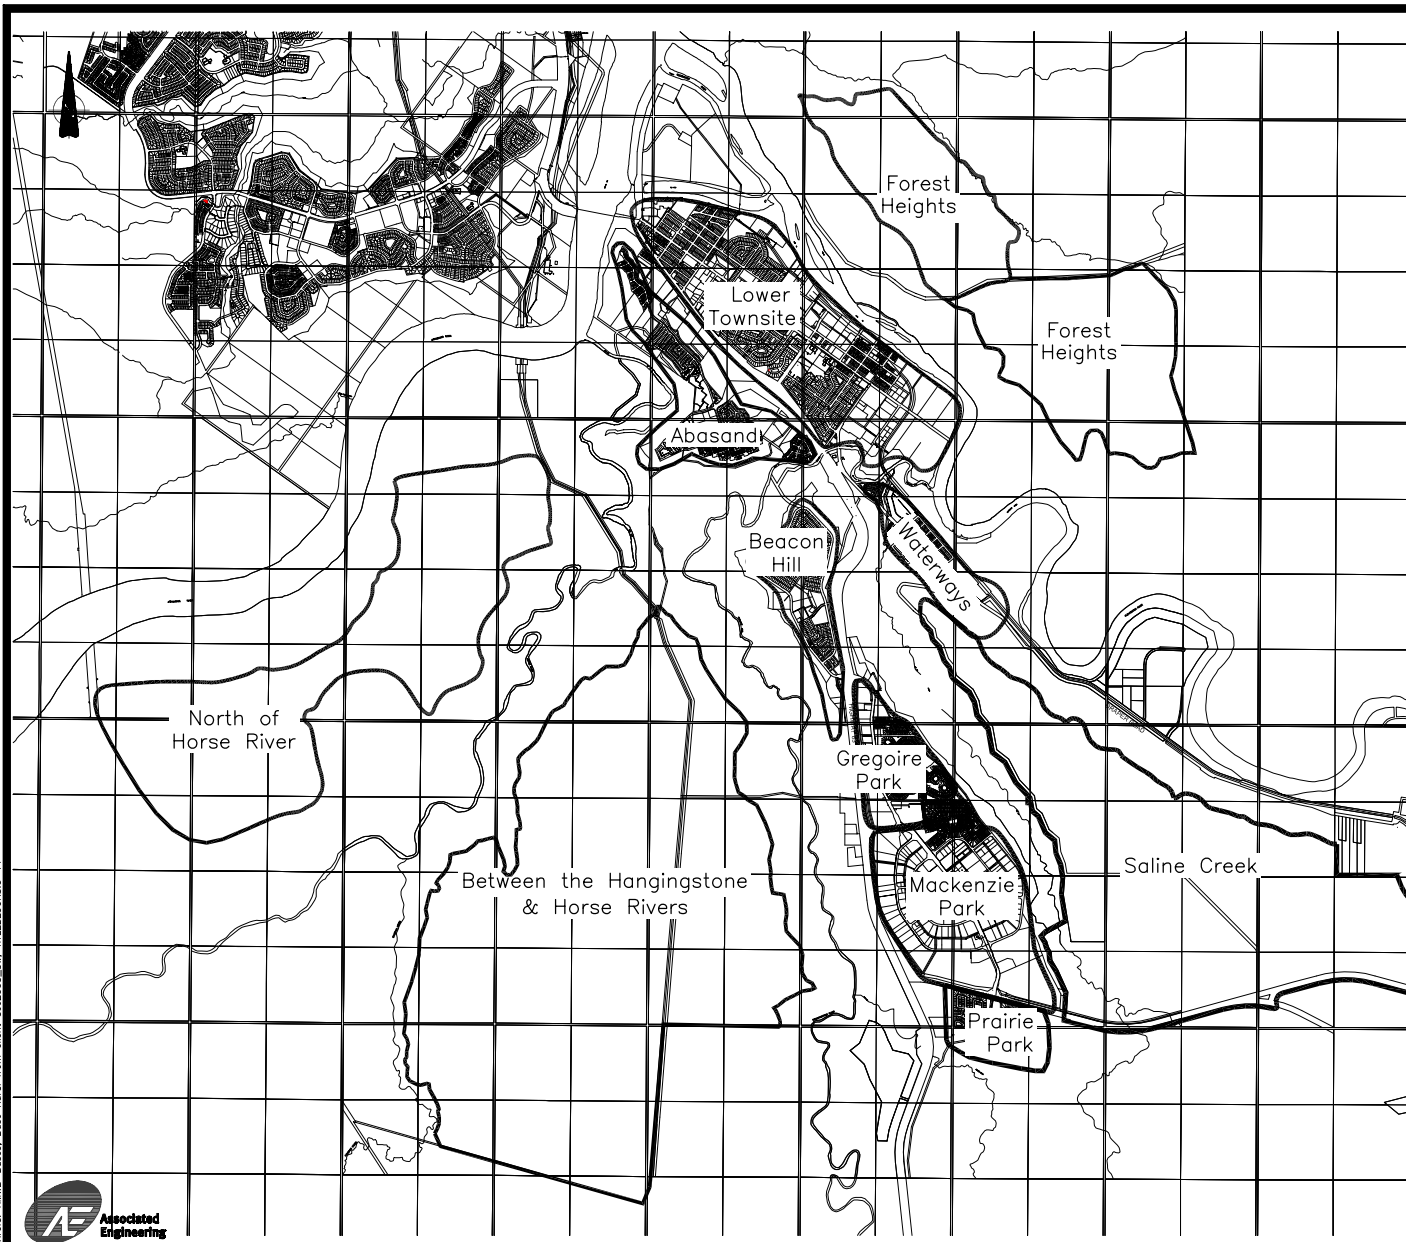 Forest
Heights
Lower
Townsite
Forest
Heights
Abasand
Beacon
Hill
Waterways
North of
Horse River
Gregoire
Park
Saline Creek
Between the Hangingstone
& Horse Rivers
Mackenzie
Park
Prairie
Park
AE
Associated
Engineering